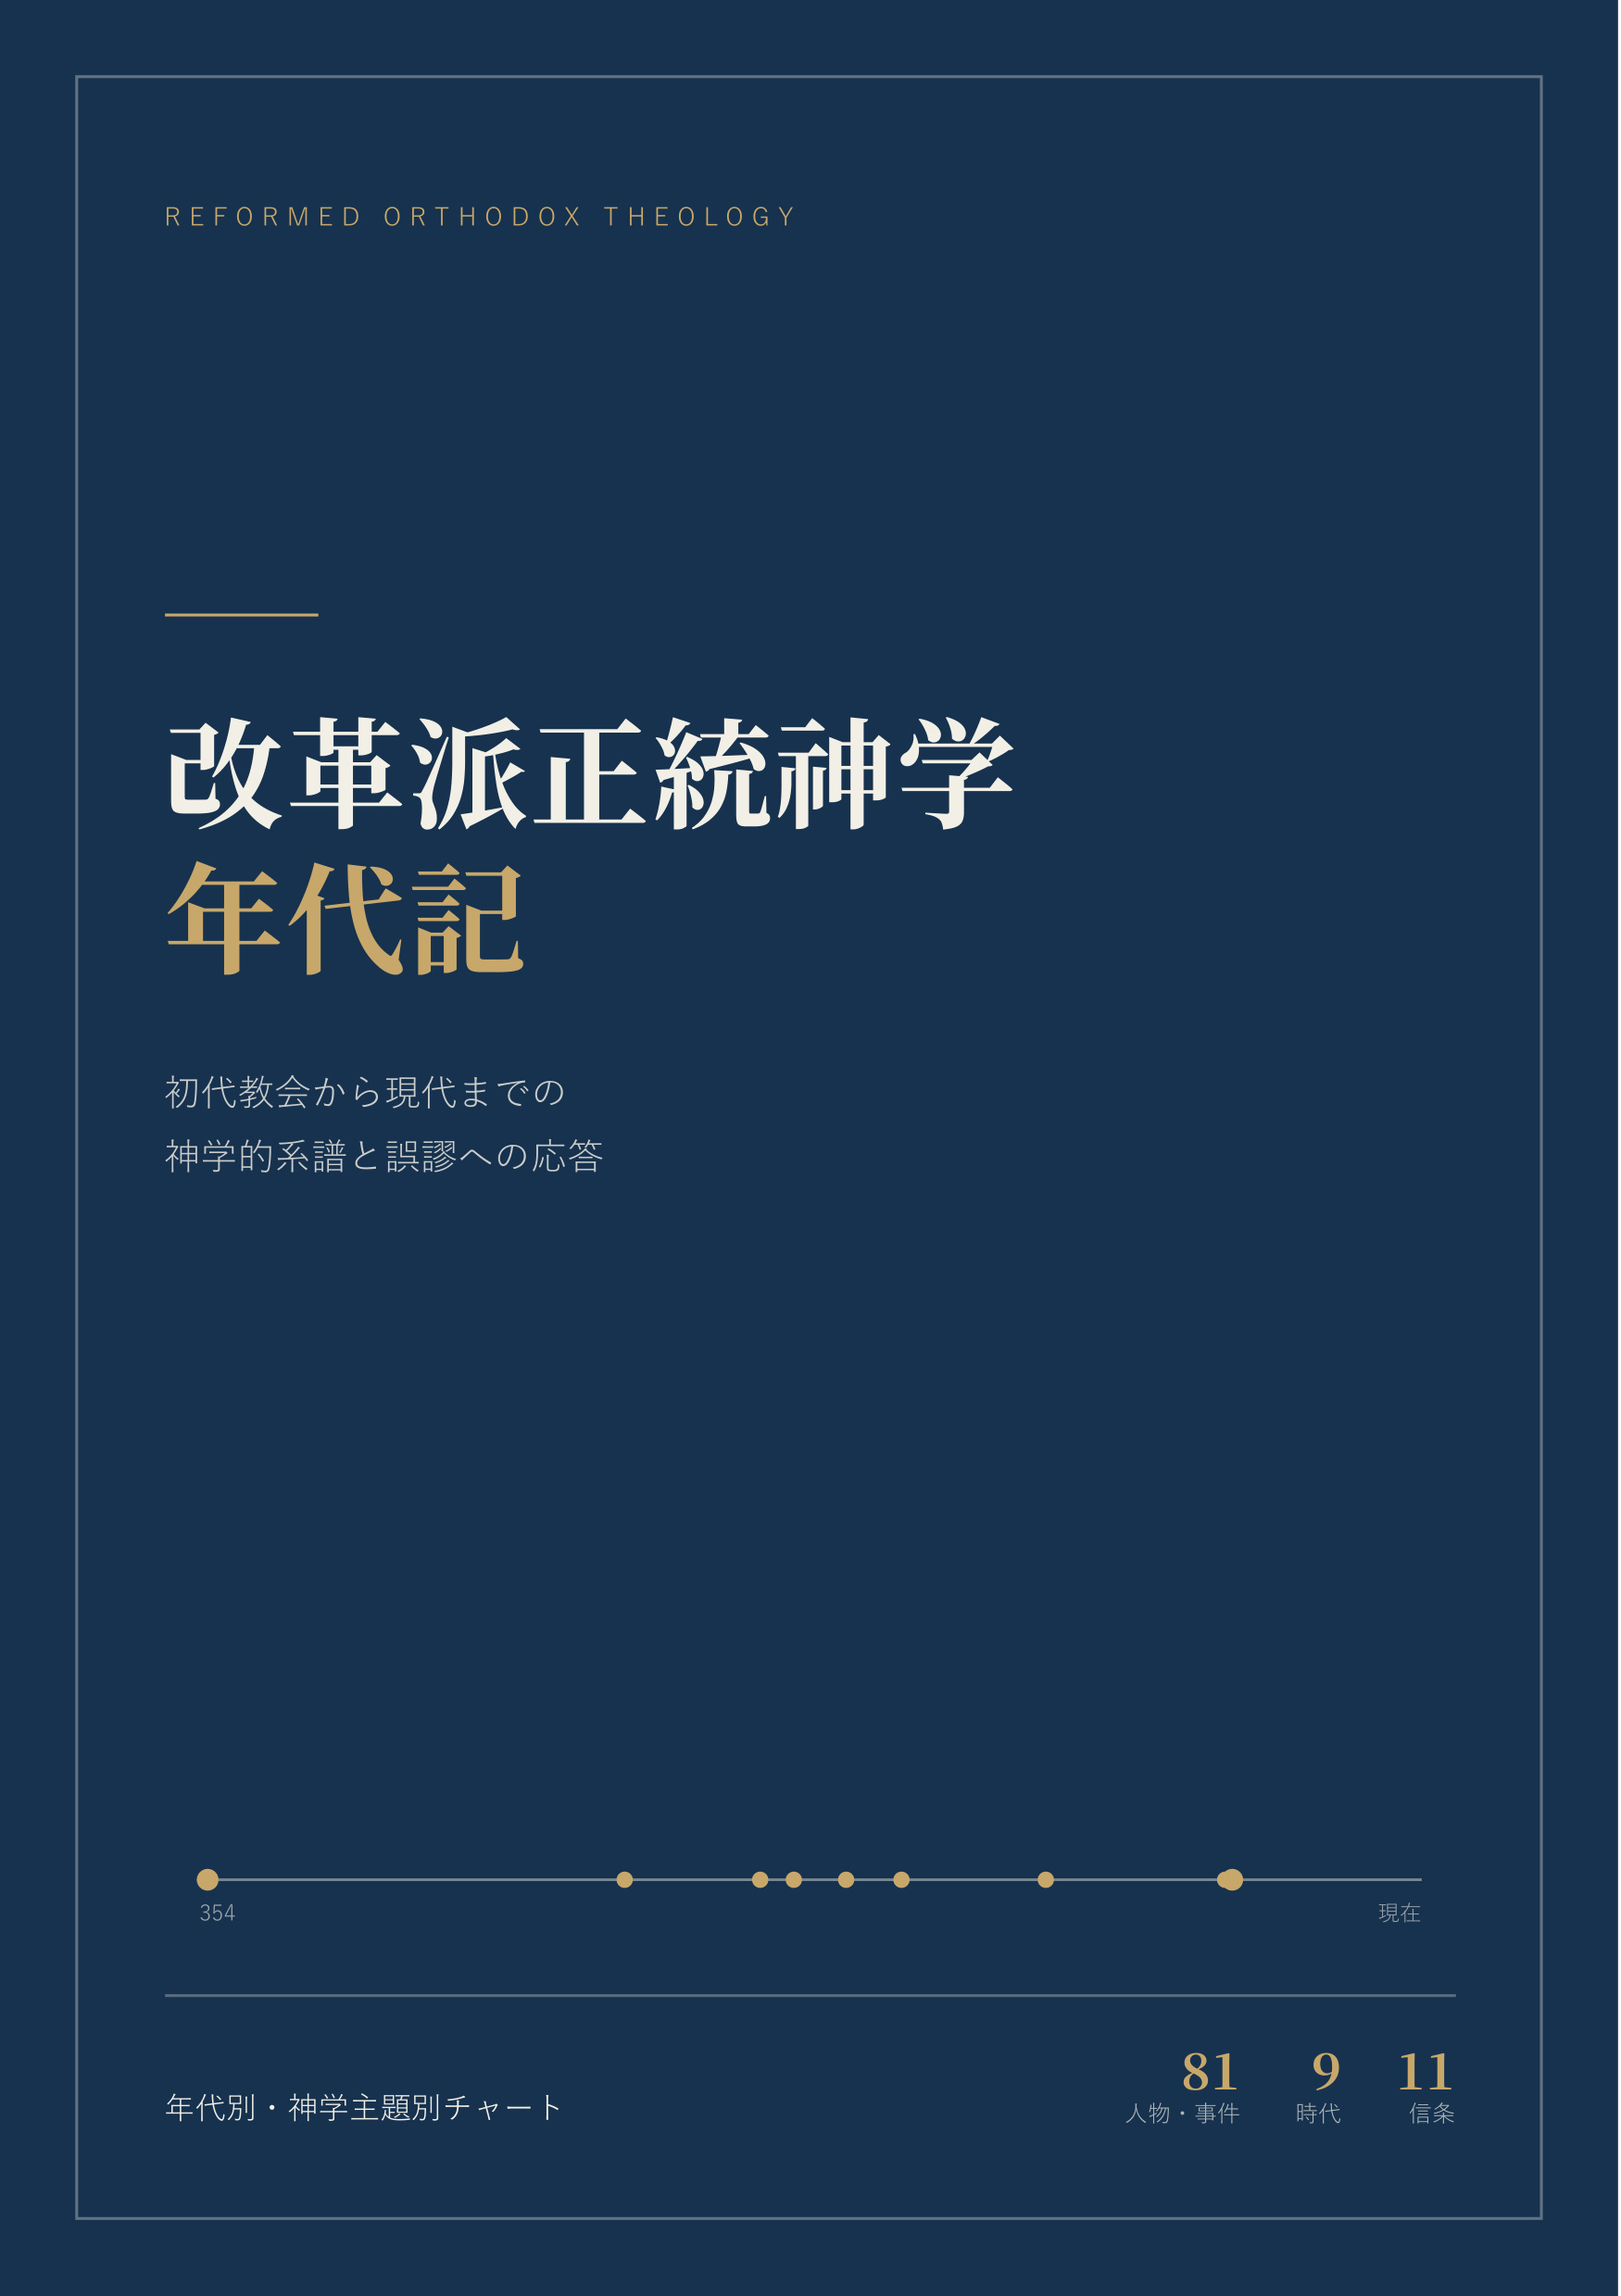 REFORMED ORTHODOX THEOLOGY
改革派正統神学
年代記
初代教会から現代までの
神学的系譜と誤謬への応答
354
現在
年代別・神学主題別チャート
81
人物・事件
9
時代
11
信条